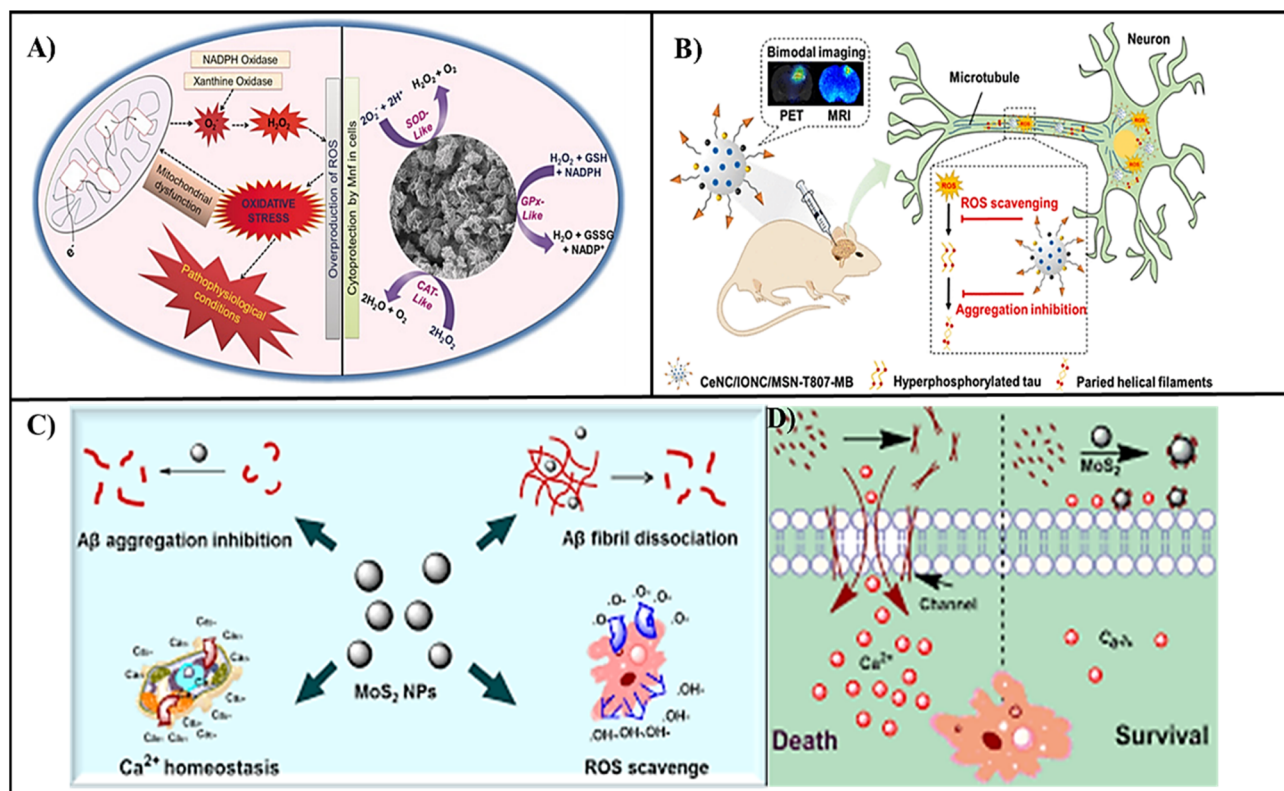 A)
NADPH Oxidase
Xanthine Oxidase
O₂⁻
H₂O₂
Mitochondrial
dysfunction
OXIDATIVE
STRESS
e⁻
Pathophysiological
conditions
Overproduction of ROS
Cytoprotection by Mnf in cells
2O₂⁻ + 2H⁺
H₂O₂ + O₂
SOD-
Like
H₂O₂ + GSH
+ NADPH
GPx-
Like
H₂O + GSSG
+ NADP⁺
CAT-
Like
2H₂O + O₂
2H₂O₂
B)
Bimodal imaging
PET
MRI
Neuron
Microtubule
ROS
ROS
ROS
ROS
ROS scavenging
Aggregation inhibition
CeNC/IONC/MSN-T807-MB
Hyperphosphorylated tau
Paried helical filaments
C)
Aβ aggregation inhibition
Aβ fibril dissociation
MoS₂ NPs
Ca²⁺ homeostasis
ROS scavenge
D)
MoS₂
Channel
Ca²⁺
Death
Survival